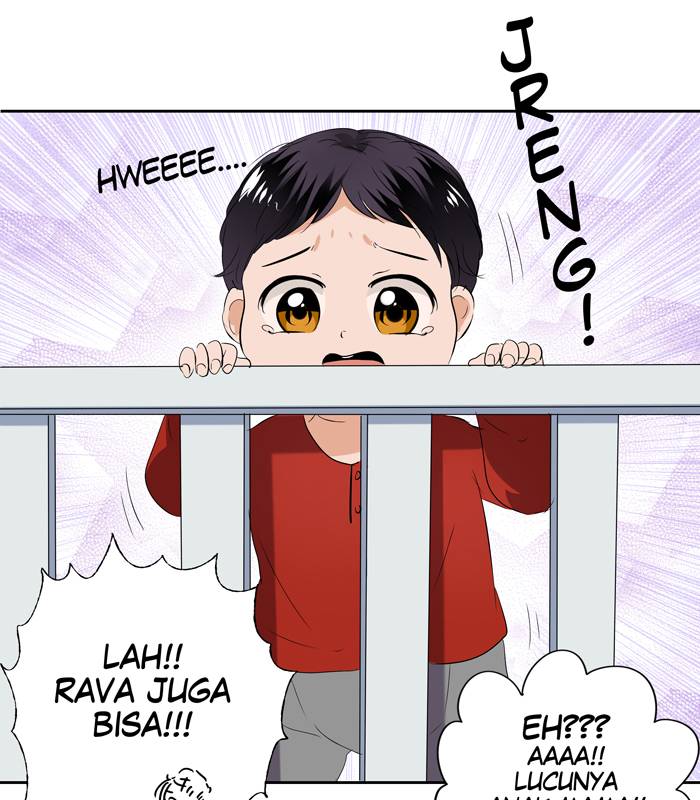 JRENG!
HWEEEE....
LAH!!
RAVA JUGA
BISA!!!
EH???
AAAA!!
LUCUNYA